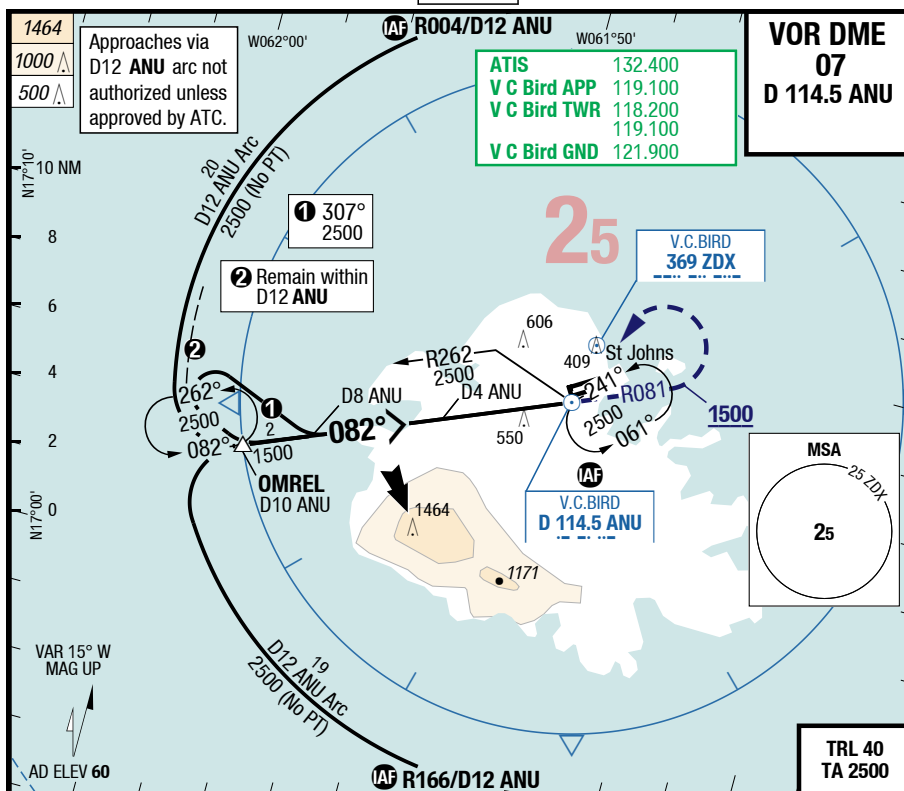 1464
1000
500
Approaches via
D12 ANU arc not
authorized unless
approved by ATC.
W062°00'
IAF R004/D12 ANU
W061°50'
ATIS 132.400
V C Bird APP 119.100
V C Bird TWR 118.200
119.100
V C Bird GND 121.900
VOR DME
07
D 114.5 ANU
N17°10'
10 NM
8
6
4
2
0
N17°00'
20
D12 ANU Arc
2500 (No PT)
1 307°
2500
2 Remain within
D12 ANU
25
V.C.BIRD
369 ZDX
606
409
St Johns
R262
2500
D4 ANU
D8 ANU
2
262°
2500
082°
1
2
1500
082°
OMREL
D10 ANU
550
241°
R081
2500
061°
1500
IAF
V.C.BIRD
D 114.5 ANU
1464
1171
MSA
25 ZDX
25
19
D12 ANU Arc
2500 (No PT)
VAR 15° W
MAG UP
AD ELEV 60
IAF R166/D12 ANU
TRL 40
TA 2500